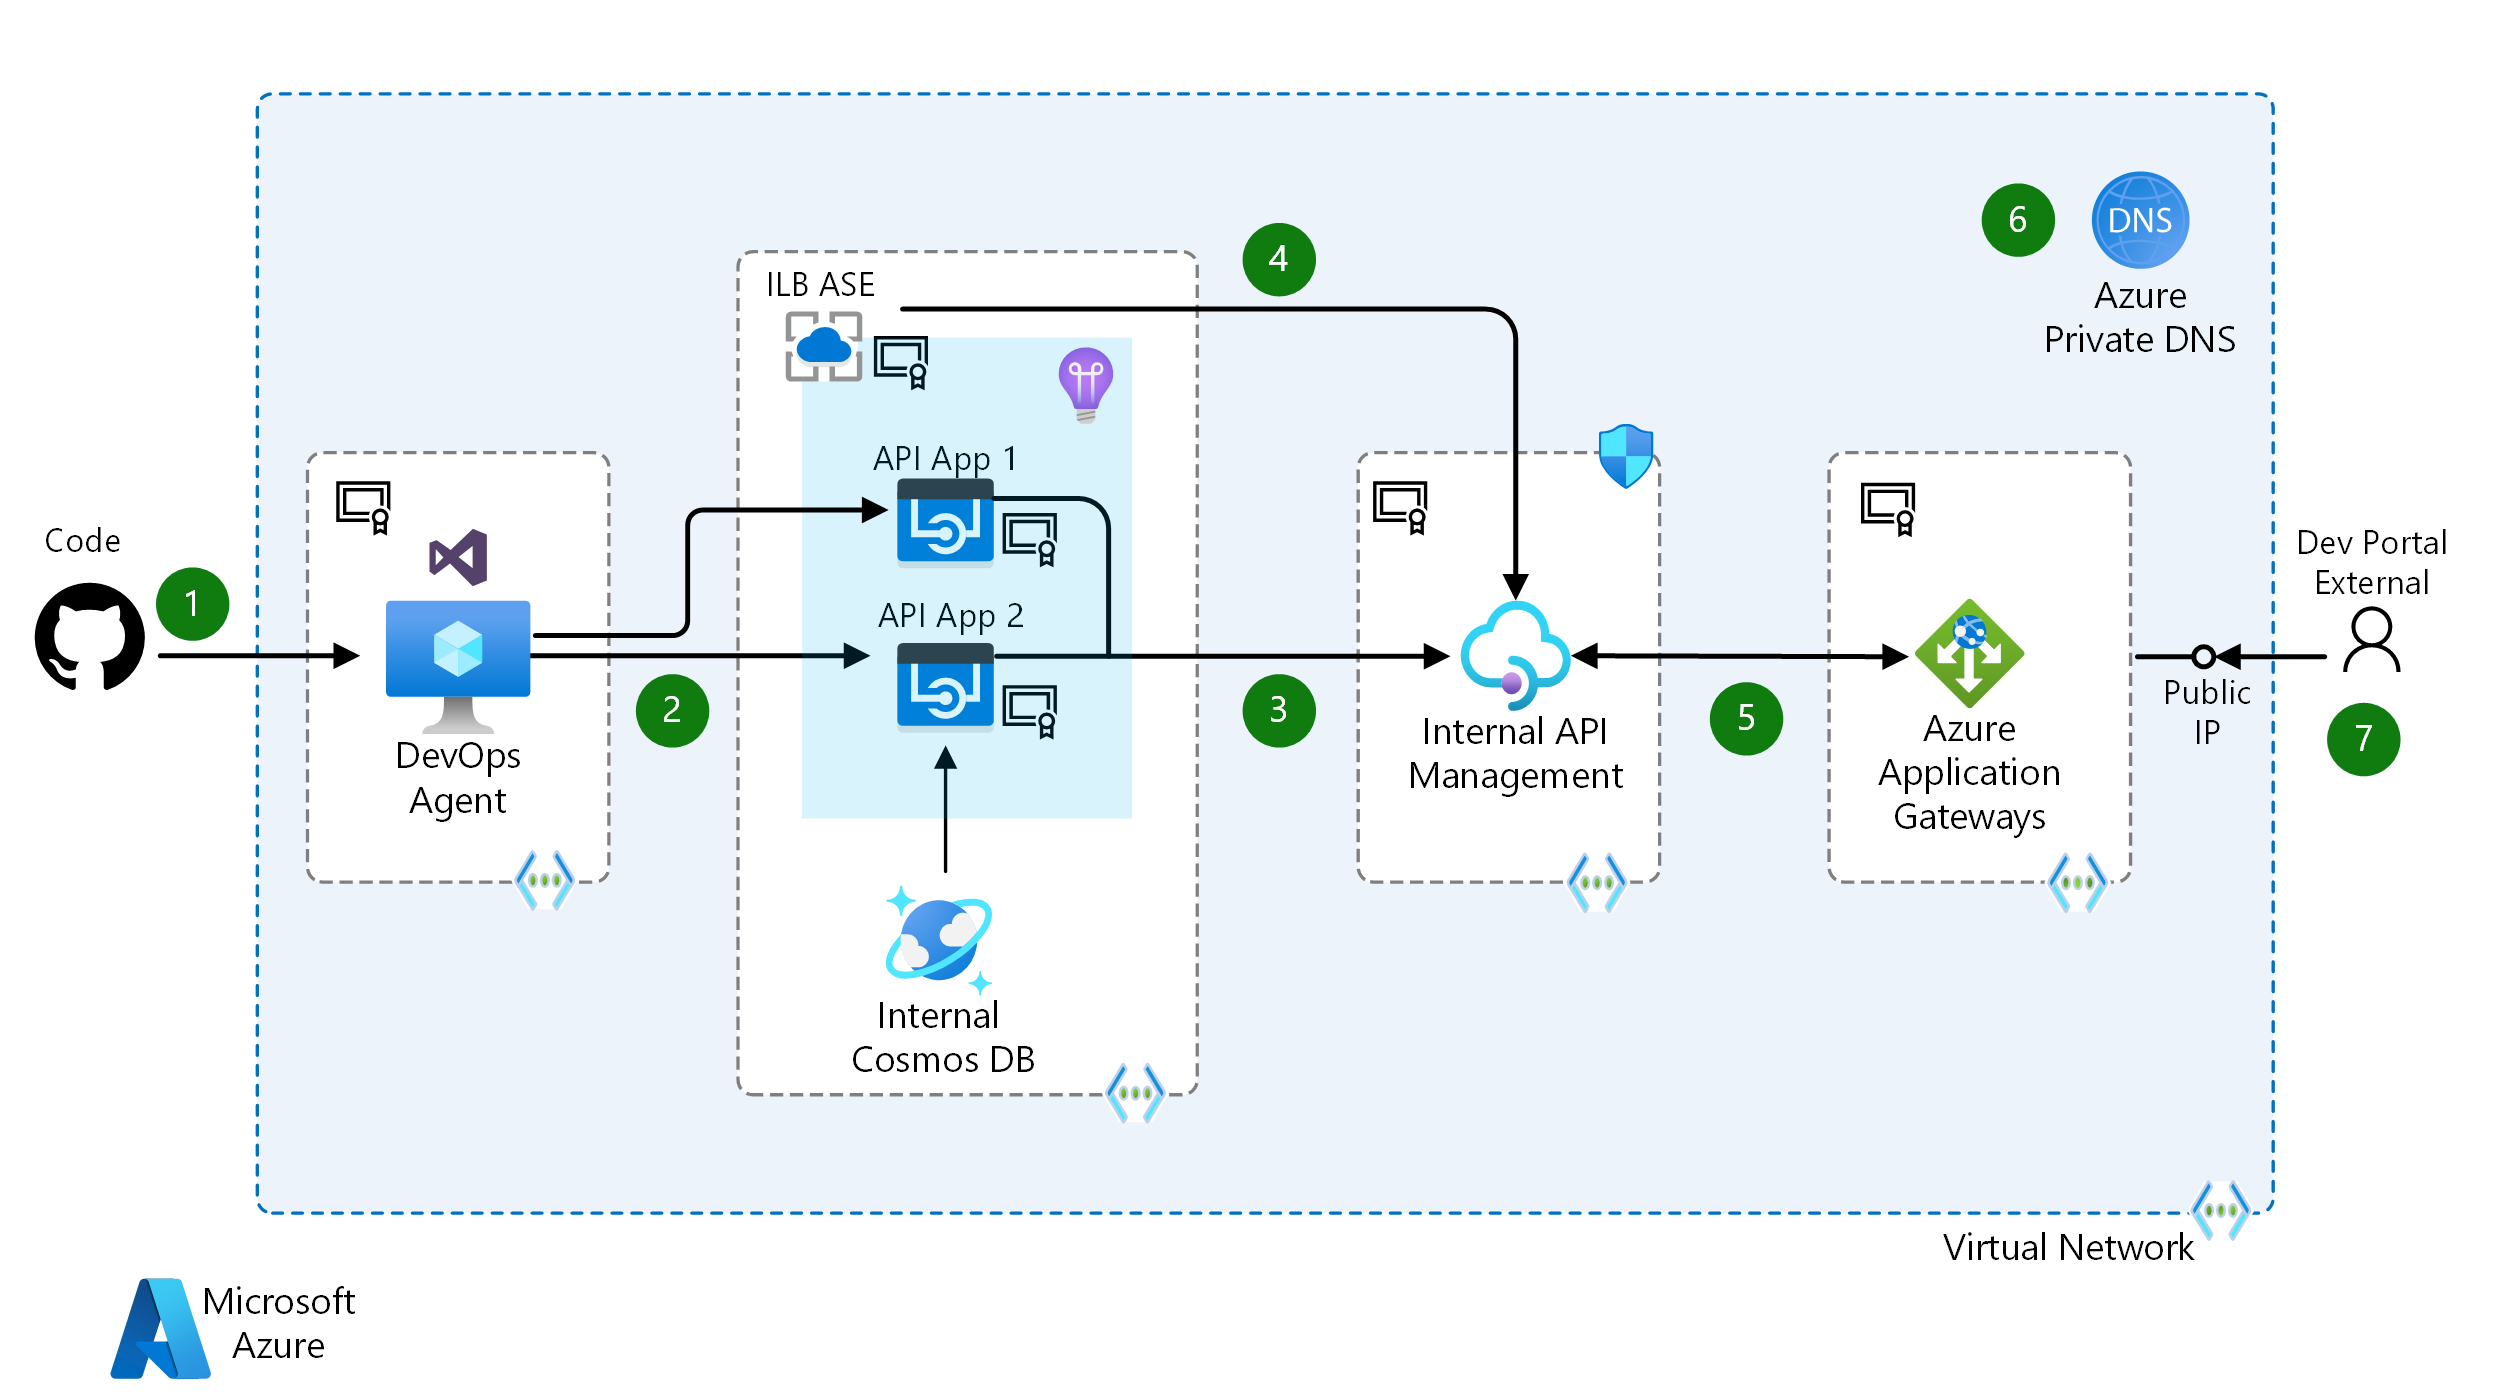 Code
1
DevOps
Agent
2
ILB ASE
API App 1
API App 2
Internal
Cosmos DB
4
3
Internal API
Management
5
6
DNS
Azure
Private DNS
Azure
Application
Gateways
Dev Portal
External
Public
IP
7
Virtual Network
Microsoft
Azure